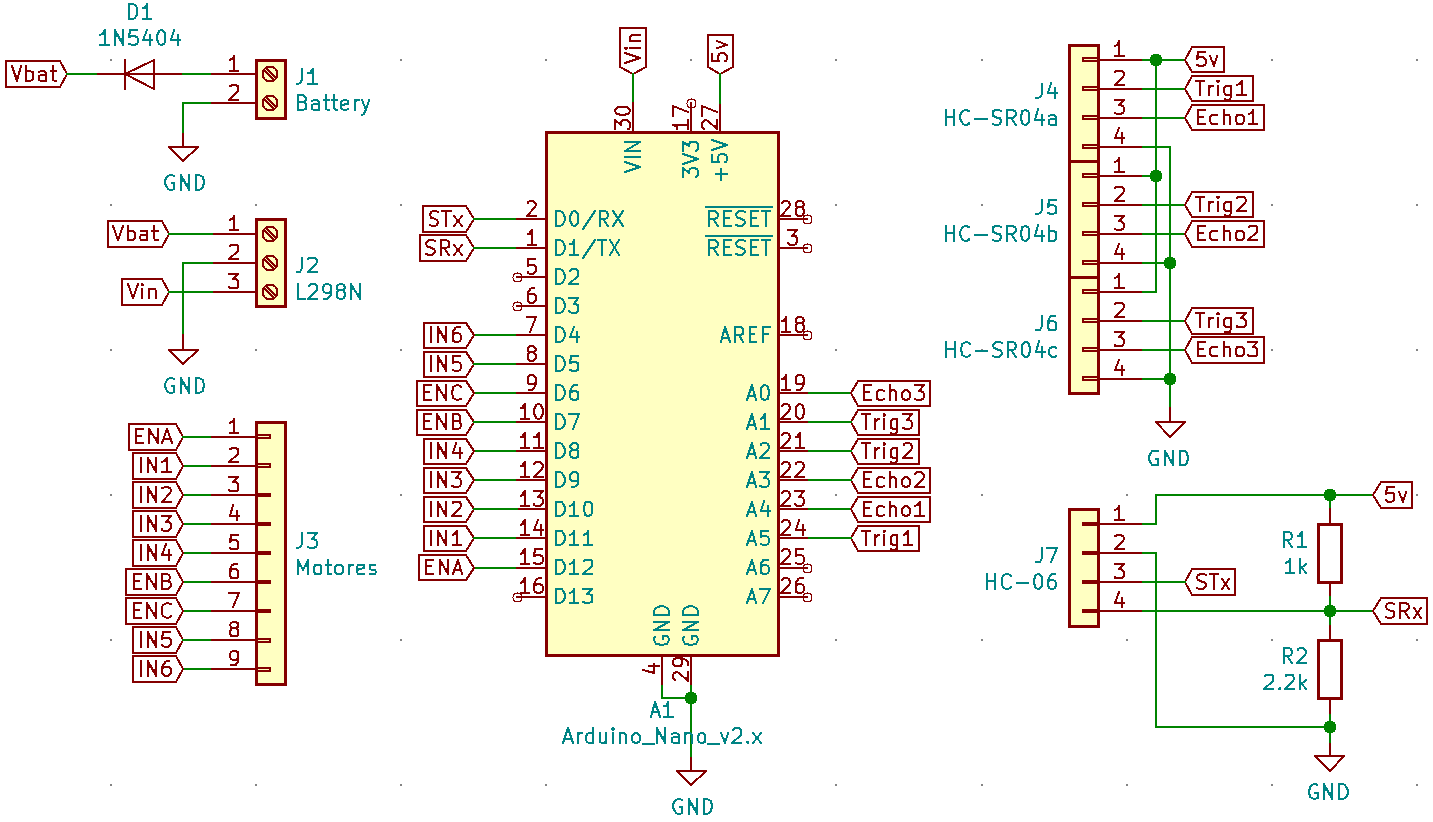 D1
1N5404
Vbat
1
2
J1
Battery
GND
Vbat
Vin
1
2
3
J2
L298N
GND
ENA 1
IN1 2
IN2 3
IN3 4
IN4 5
ENB 6
ENC 7
IN5 8
IN6 9
J3
Motores
Vin
5v
30
17
27
VIN
3V3
+5V
STx 2 D0/RX
SRx 1 D1/TX
5 D2
6 D3
IN6 7 D4
IN5 8 D5
ENC 9 D6
ENB 10 D7
IN4 11 D8
IN3 12 D9
IN2 13 D10
IN1 14 D11
ENA 15 D12
16 D13
RESET 28
RESET 3
AREF 18
A0 19 Echo3
A1 20 Trig3
A2 21 Trig2
A3 22 Echo2
A4 23 Echo1
A5 24 Trig1
A6 25
A7 26
GND
GND
4
29
A1
Arduino_Nano_v2.x
GND
J4
HC-SR04a
1 5v
2 Trig1
3 Echo1
4
J5
HC-SR04b
1
2 Trig2
3 Echo2
4
J6
HC-SR04c
1
2 Trig3
3 Echo3
4
GND
J7
HC-06
1
2
3 STx
4
5v
R1
1k
SRx
R2
2.2k
GND